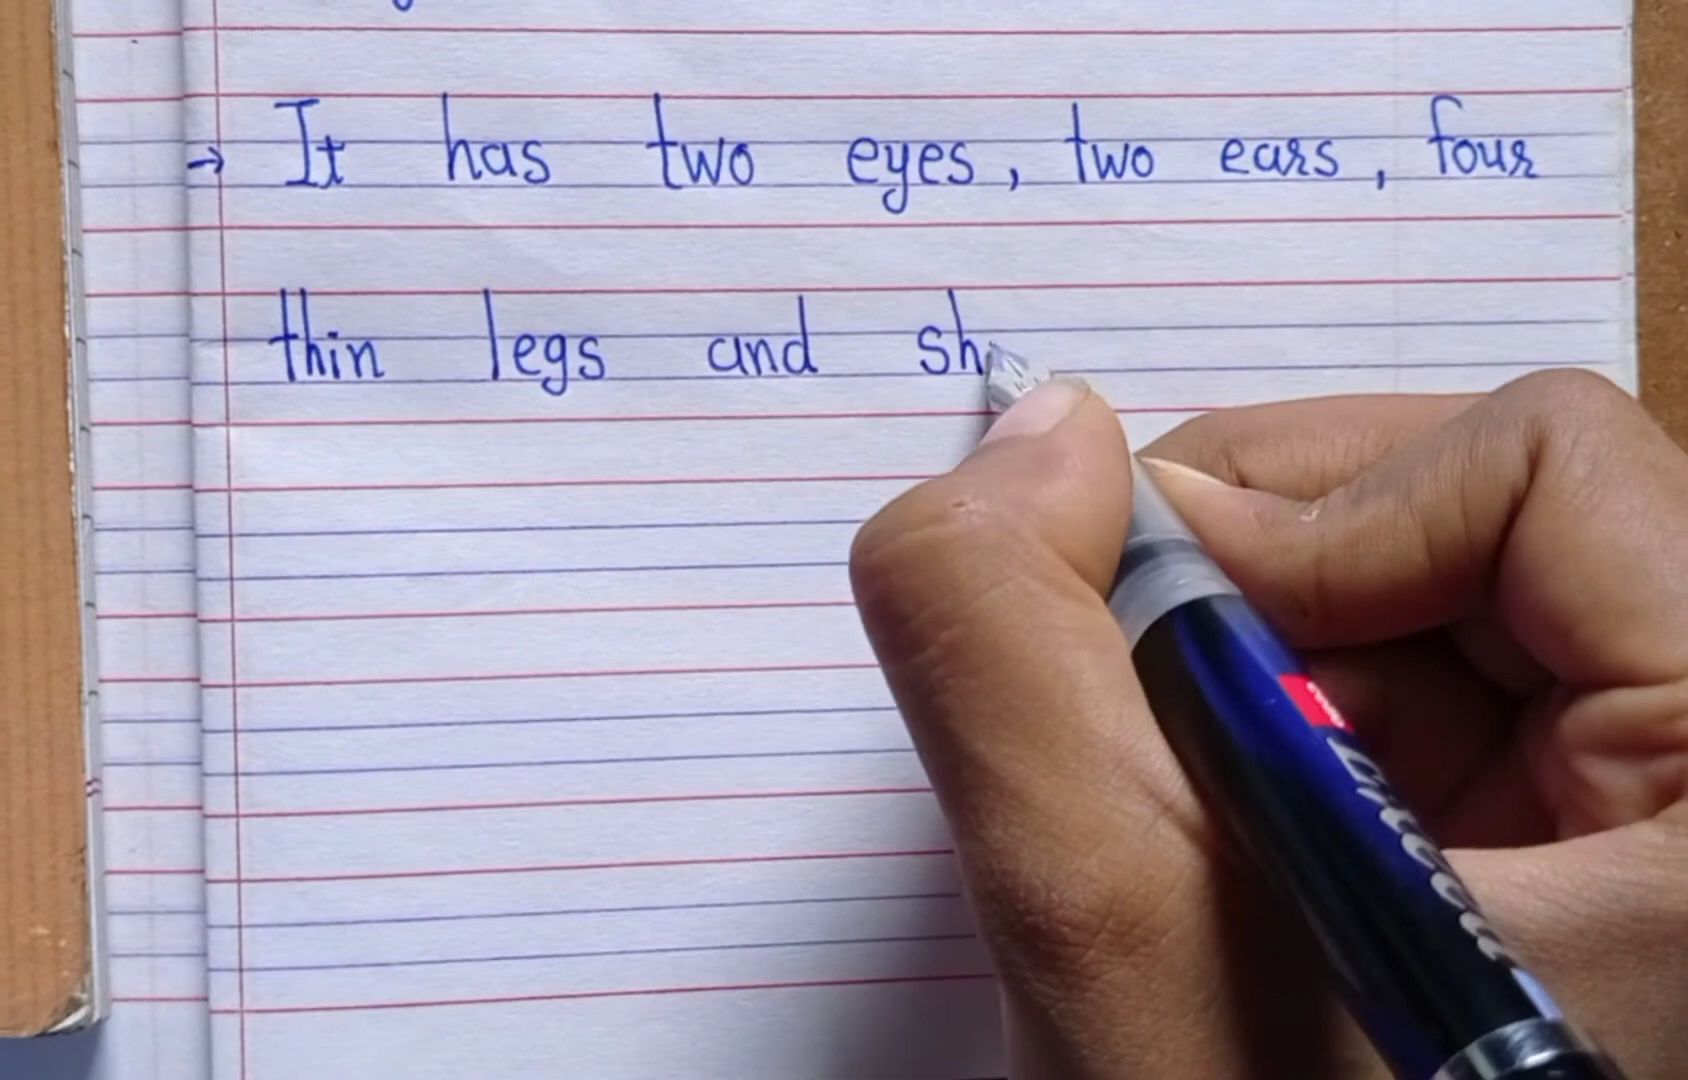 → It has two eyes, two ears, four
thin legs and sh